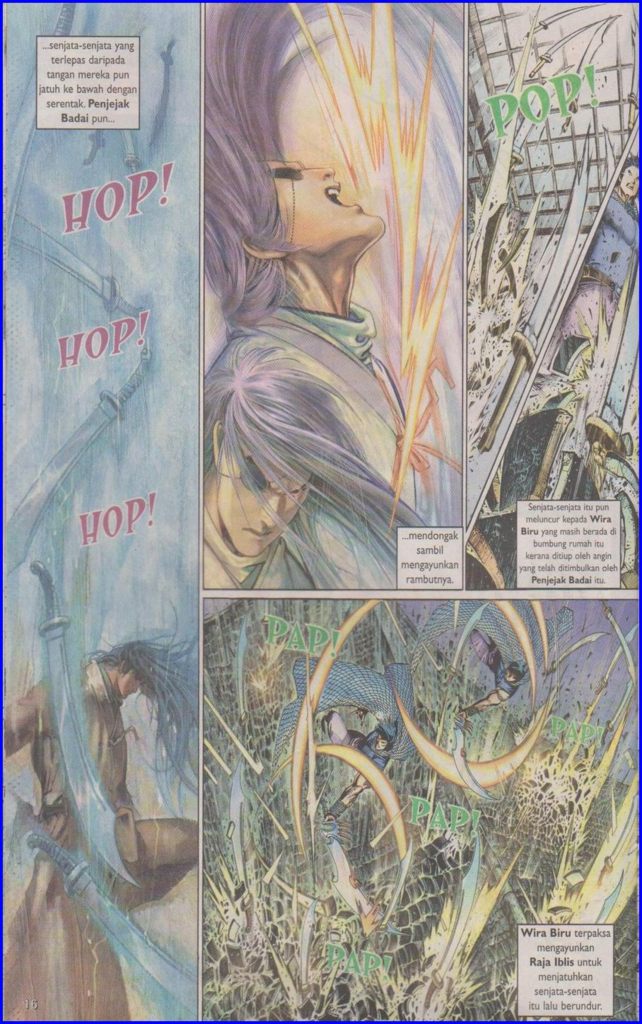 ...senjata-senjata yang
terlepas daripada
tangan mereka pun
jatuh ke bawah dengan
serentak. Penjejak
Badai pun...
HOP!
HOP!
HOP!
...mendongak
sambil
mengayunkan
rambutnya.
POP!
Senjata-senjata itu pun
meluncur kepada Wira
Biru yang masih berada di
bumbung rumah itu
kerana ditiup oleh angin
yang telah ditimbulkan oleh
Penjejak Badai itu.
PAP!
PAP!
PAP!
PAP!
Wira Biru terpaksa
mengayunkan
Raja Iblis untuk
menjatuhkan
senjata-senjata
itu lalu berundur.
16